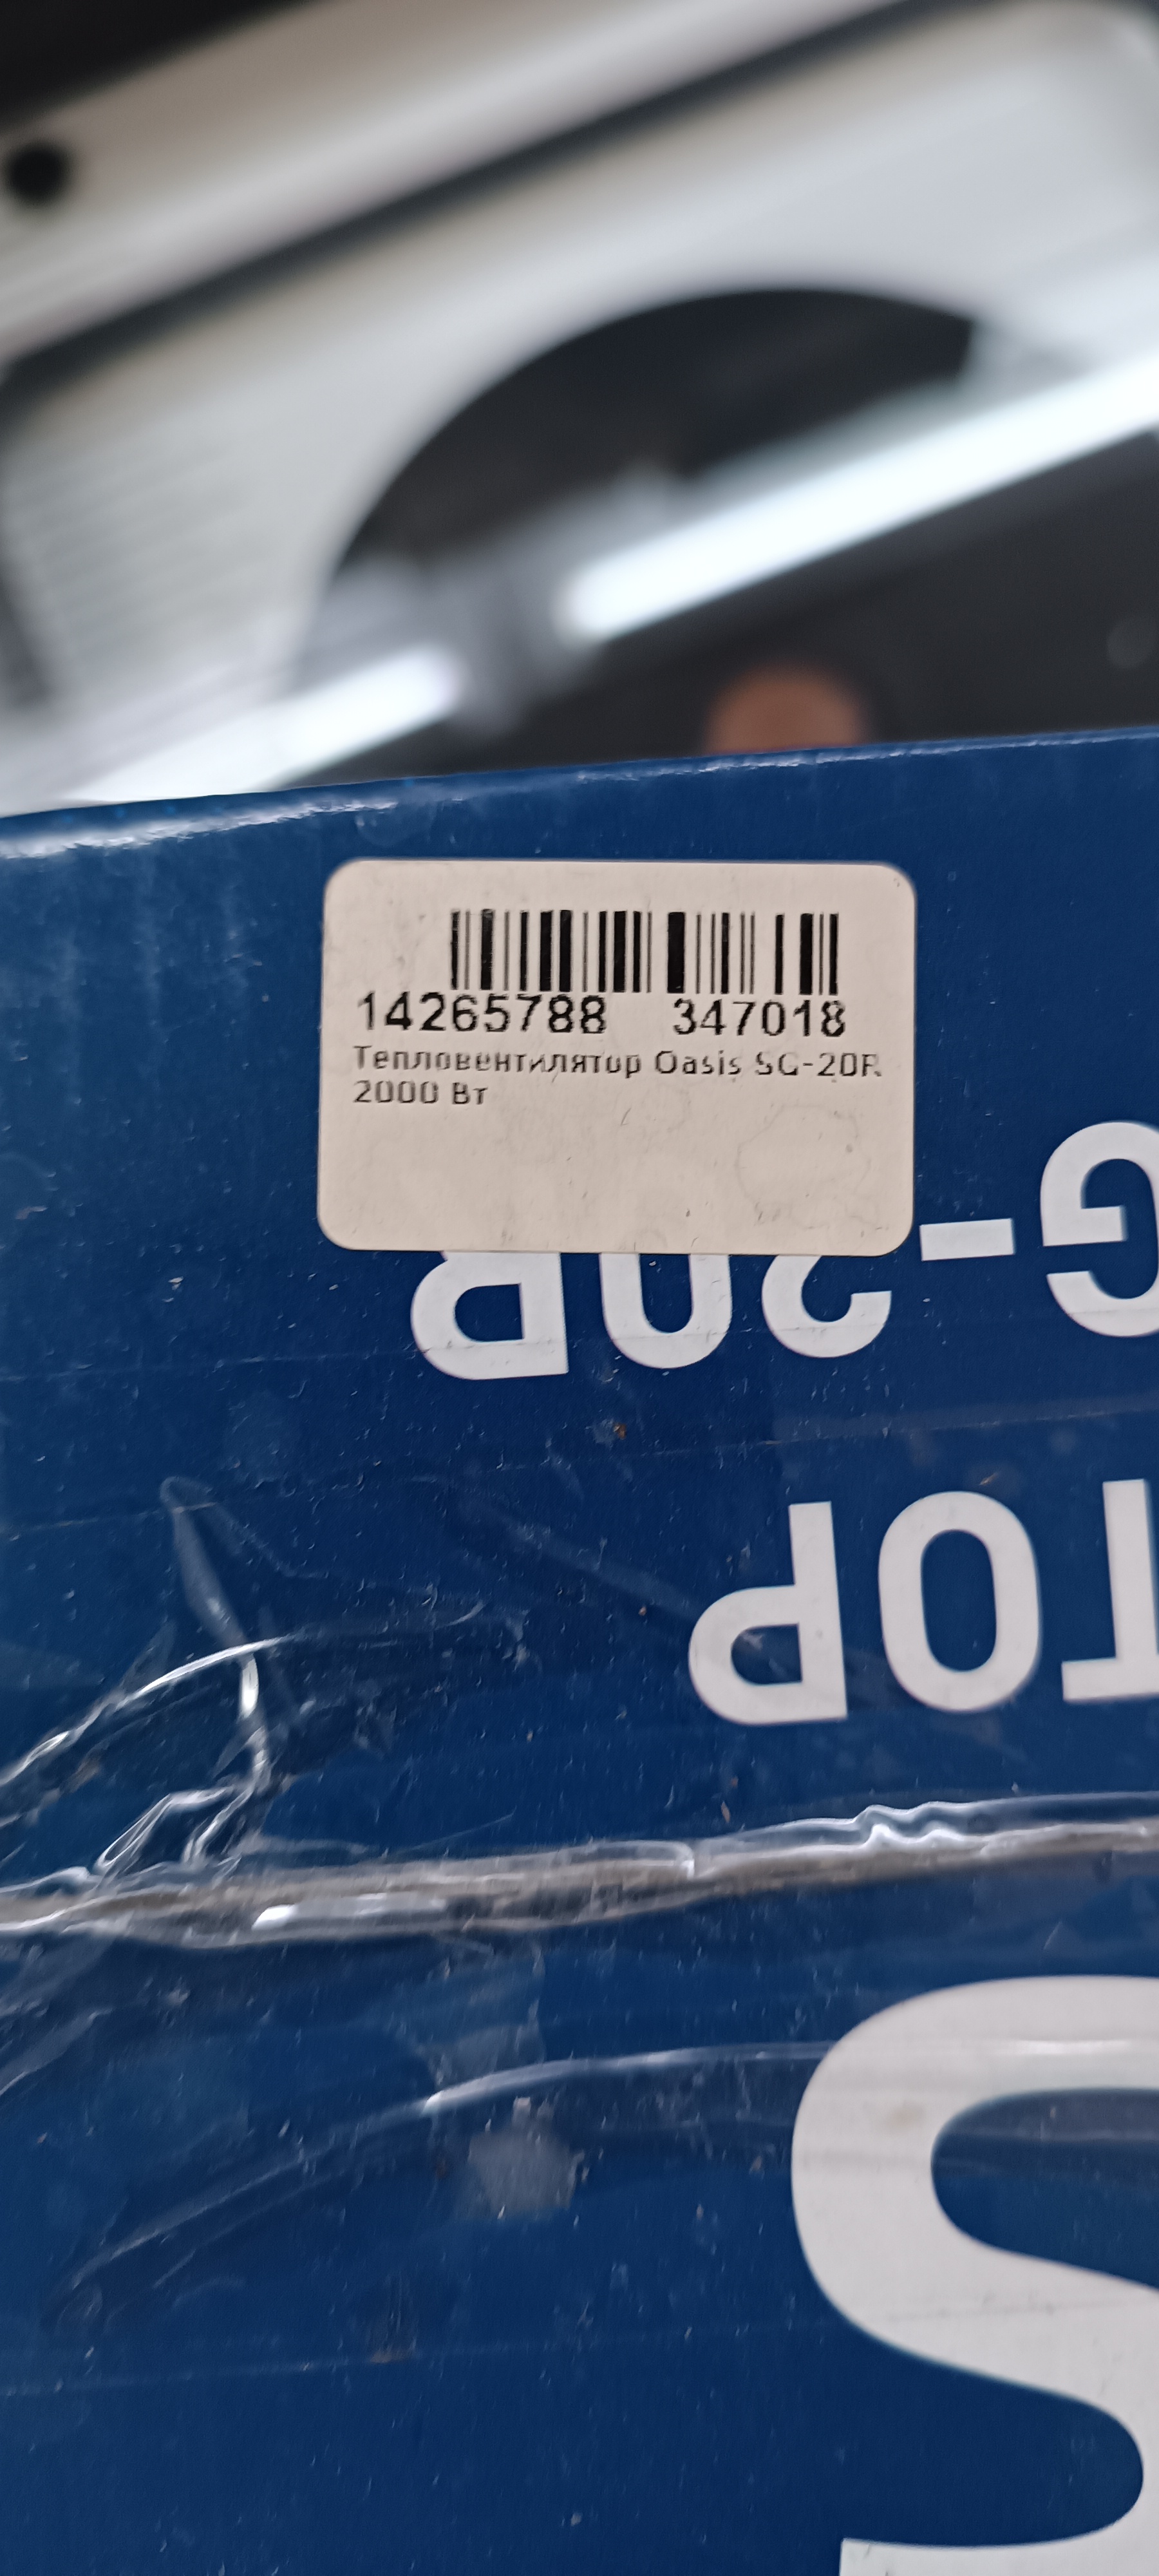 14265788 347018
Тепловентилятор Oasis SG-20R
2000 Вт
G-20R
ТОР
S